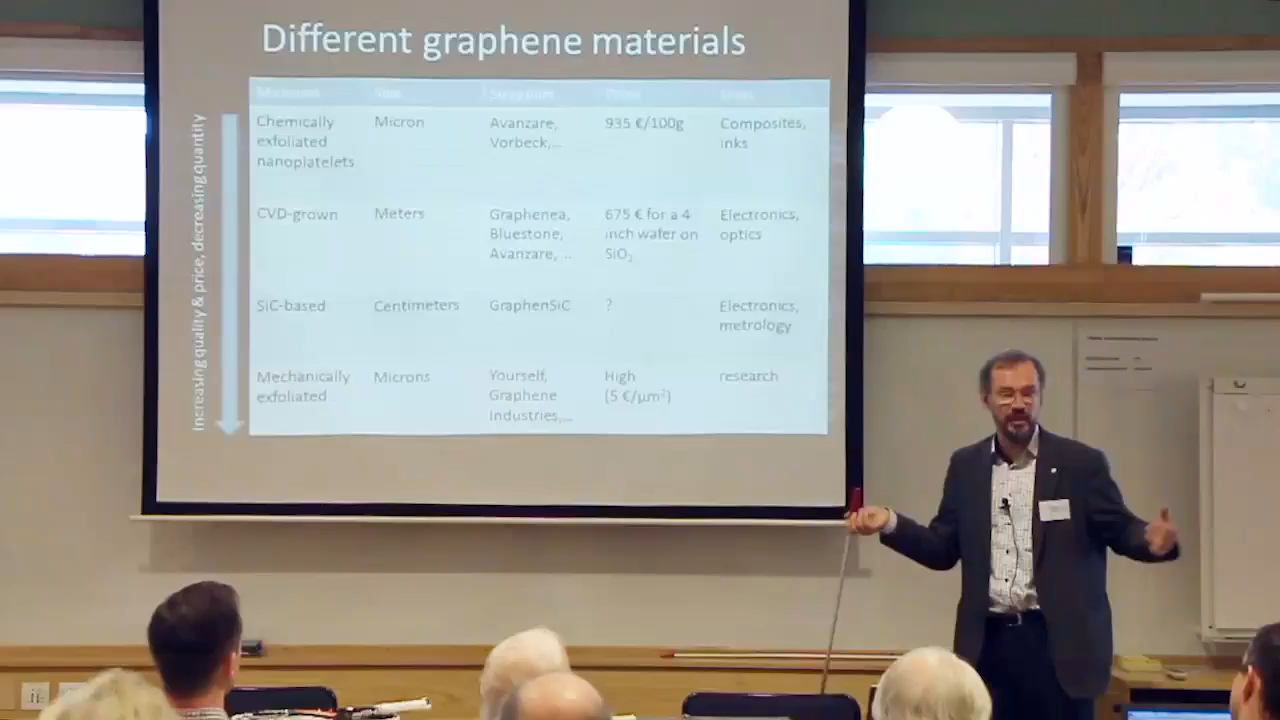 Different graphene materials
Increasing quality & price, decreasing quantity
Chemically
exfoliated
nanoplatelets
Micron
Avanzare,
Vorbeck,...
935 €/100g
Composites,
inks
CVD-grown
Meters
Graphenea,
Bluestone,
Avanzare, ..
675 € for a 4
inch wafer on
SiO₂
Electronics,
optics
SiC-based
Centimeters
GraphenSiC
?
Electronics,
metrology
Mechanically
exfoliated
Microns
Yourself,
Graphene
Industries,...
High
(5 €/µm²)
research